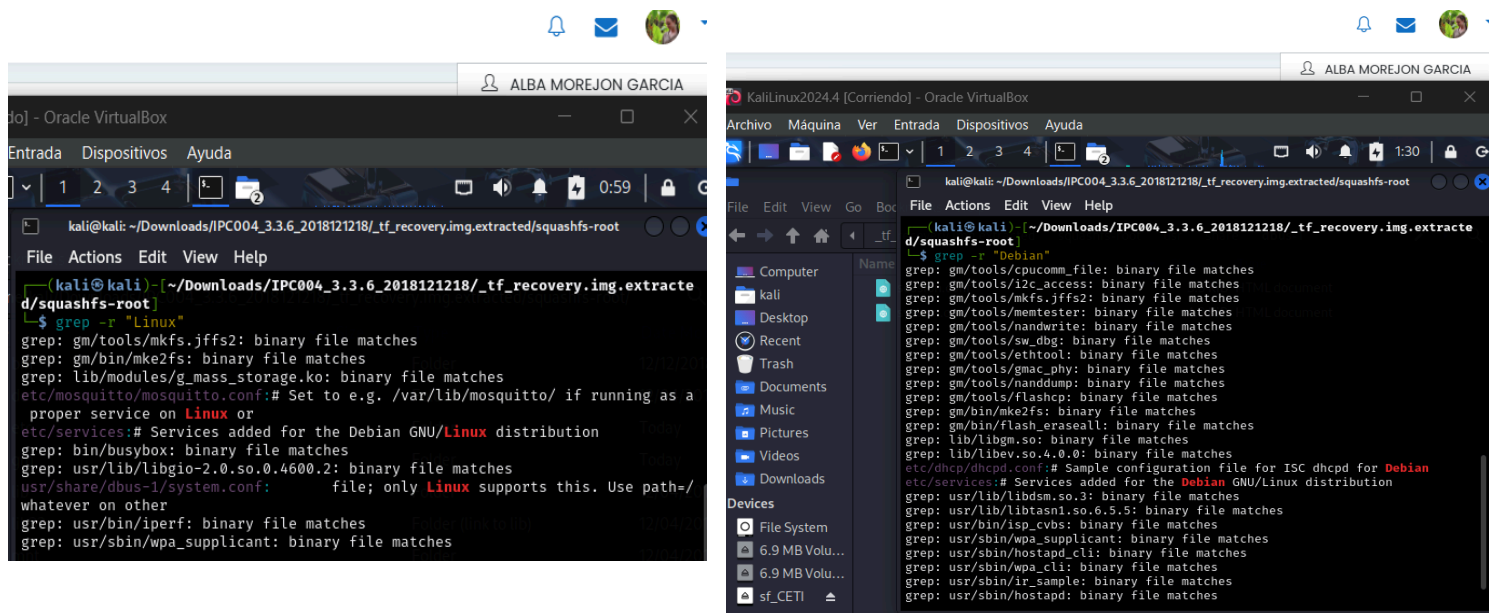 ALBA MOREJON GARCIA
do] - Oracle VirtualBox
Entrada Dispositivos Ayuda
1 2 3 4 2 0:59
kali@kali: ~/Downloads/IPC004_3.3.6_2018121218/_tf_recovery.img.extracted/squashfs-root
File Actions Edit View Help
┌──(kali㉿kali)-[~/Downloads/IPC004_3.3.6_2018121218/_tf_recovery.img.extracte
d/squashfs-root]
└─$ grep -r "Linux"
grep: gm/tools/mkfs.jffs2: binary file matches
grep: gm/bin/mke2fs: binary file matches
grep: lib/modules/g_mass_storage.ko: binary file matches
etc/mosquitto/mosquitto.conf:# Set to e.g. /var/lib/mosquitto/ if running as a
proper service on Linux or
etc/services:# Services added for the Debian GNU/Linux distribution
grep: bin/busybox: binary file matches
grep: usr/lib/libgio-2.0.so.0.4600.2: binary file matches
usr/share/dbus-1/system.conf: file; only Linux supports this. Use path=/
whatever on other
grep: usr/bin/iperf: binary file matches
grep: usr/sbin/wpa_supplicant: binary file matches
ALBA MOREJON GARCIA
KaliLinux2024.4 [Corriendo] - Oracle VirtualBox
Archivo Máquina Ver Entrada Dispositivos Ayuda
1 2 3 4 2 1:30
kali@kali: ~/Downloads/IPC004_3.3.6_2018121218/_tf_recovery.img.extracted/squashfs-root
File Edit View Go Boo
_tf_
Name
Computer
kali
Desktop
Recent
Trash
Documents
Music
Pictures
Videos
Downloads
Devices
File System
6.9 MB Volu...
6.9 MB Volu...
sf_CETI
File Actions Edit View Help
┌──(kali㉿kali)-[~/Downloads/IPC004_3.3.6_2018121218/_tf_recovery.img.extracte
d/squashfs-root]
└─$ grep -r "Debian"
grep: gm/tools/cpucomm_file: binary file matches
grep: gm/tools/i2c_access: binary file matches
grep: gm/tools/mkfs.jffs2: binary file matches
grep: gm/tools/memtester: binary file matches
grep: gm/tools/nandwrite: binary file matches
grep: gm/tools/sw_dbg: binary file matches
grep: gm/tools/ethtool: binary file matches
grep: gm/tools/gmac_phy: binary file matches
grep: gm/tools/nanddump: binary file matches
grep: gm/tools/flashcp: binary file matches
grep: gm/bin/mke2fs: binary file matches
grep: gm/bin/flash_eraseall: binary file matches
grep: lib/libgm.so: binary file matches
grep: lib/libev.so.4.0.0: binary file matches
etc/dhcp/dhcpd.conf:# Sample configuration file for ISC dhcpd for Debian
etc/services:# Services added for the Debian GNU/Linux distribution
grep: usr/lib/libdsm.so.3: binary file matches
grep: usr/lib/libtasn1.so.6.5.5: binary file matches
grep: usr/bin/isp_cvbs: binary file matches
grep: usr/sbin/wpa_supplicant: binary file matches
grep: usr/sbin/hostapd_cli: binary file matches
grep: usr/sbin/wpa_cli: binary file matches
grep: usr/sbin/ir_sample: binary file matches
grep: usr/sbin/hostapd: binary file matches